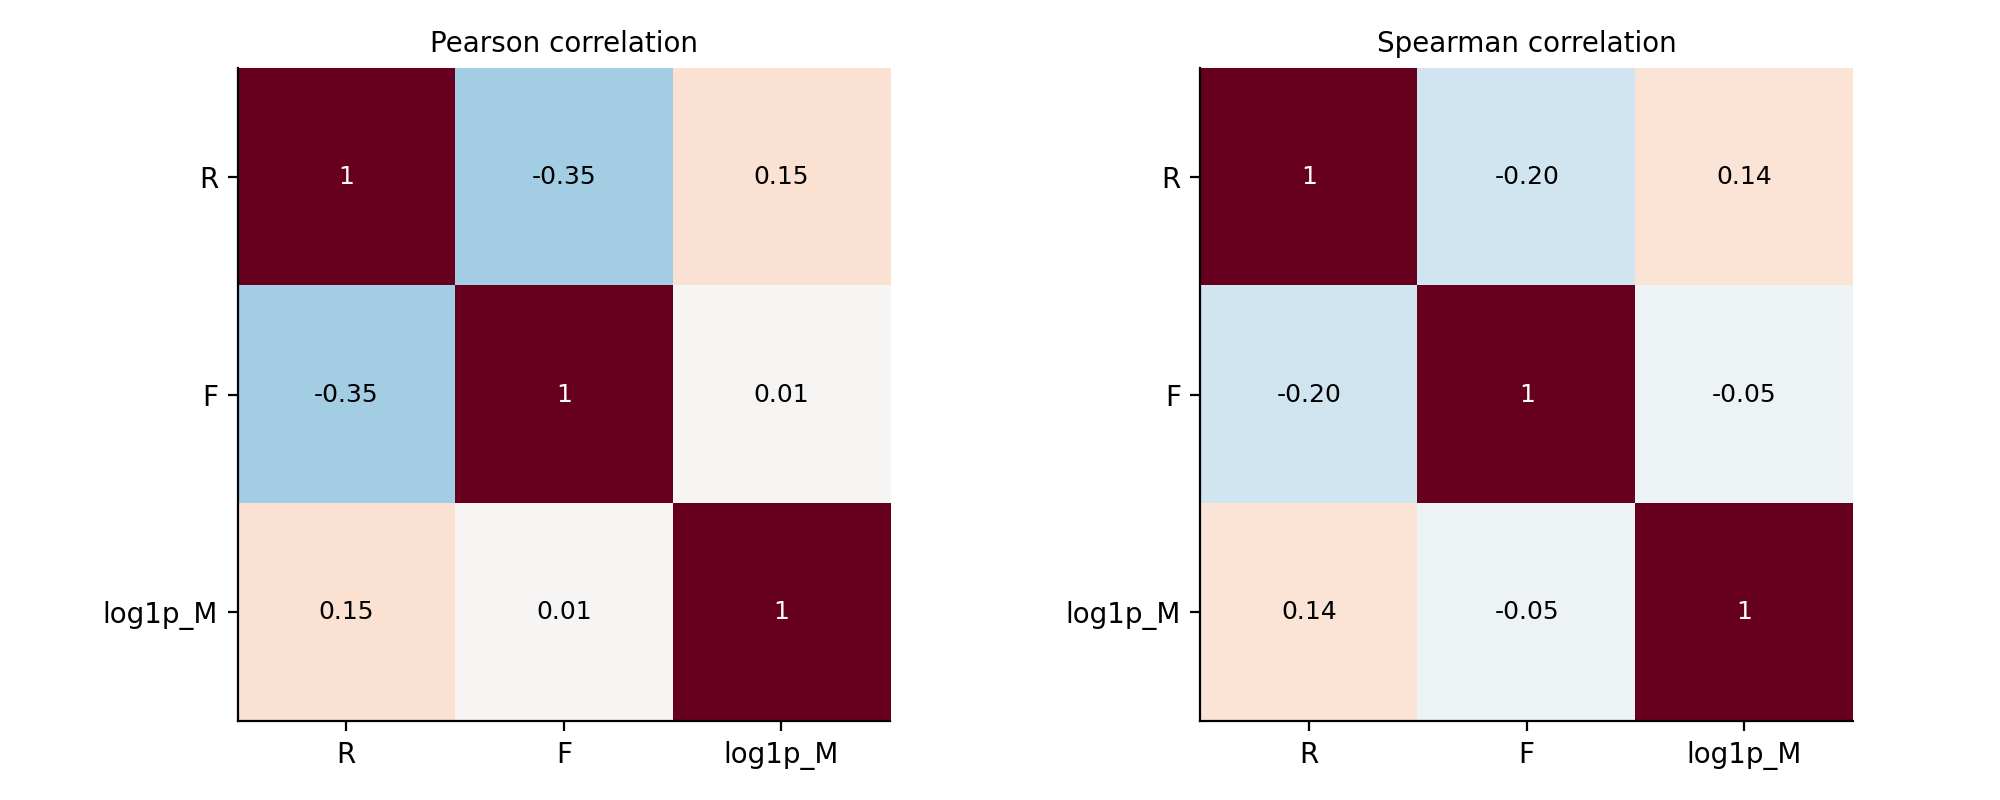 Pearson correlation
R 1 -0.35 0.15
F -0.35 1 0.01
log1p_M 0.15 0.01 1
R F log1p_M
Spearman correlation
R 1 -0.20 0.14
F -0.20 1 -0.05
log1p_M 0.14 -0.05 1
R F log1p_M